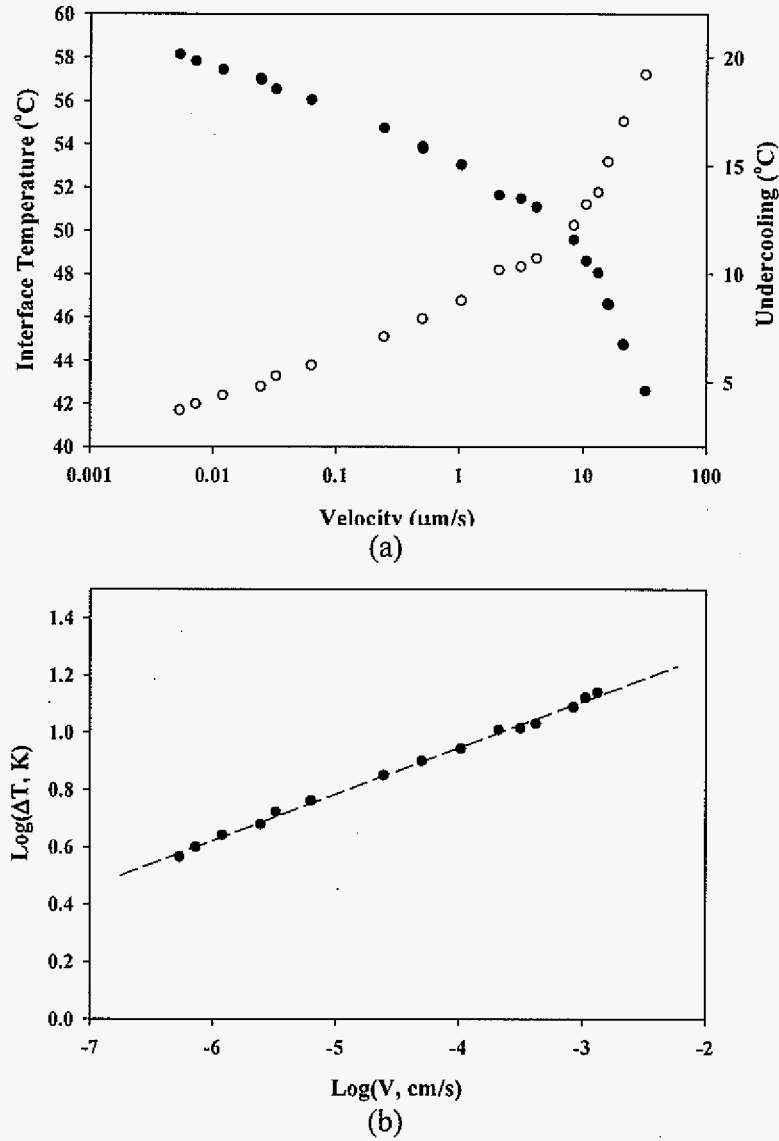 60
58
56
54
52
50
48
46
44
42
40
Interface Temperature (°C)
20
15
10
5
Undercooling (°C)
0.001 0.01 0.1 1 10 100
Velocity (µm/s)
(a)
1.4
1.2
1.0
0.8
0.6
0.4
0.2
0.0
Log(ΔT, K)
-7 -6 -5 -4 -3 -2
Log(V, cm/s)
(b)